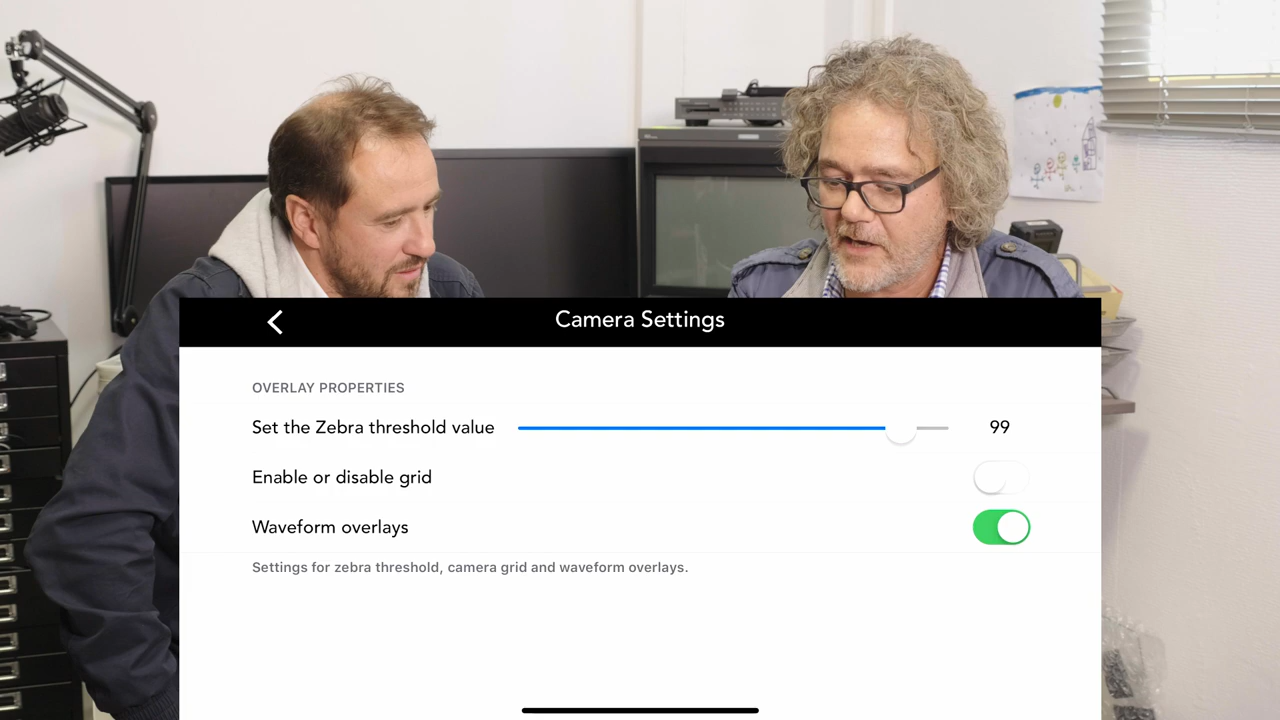 Camera Settings
OVERLAY PROPERTIES
Set the Zebra threshold value 99
Enable or disable grid
Waveform overlays
Settings for zebra threshold, camera grid and waveform overlays.